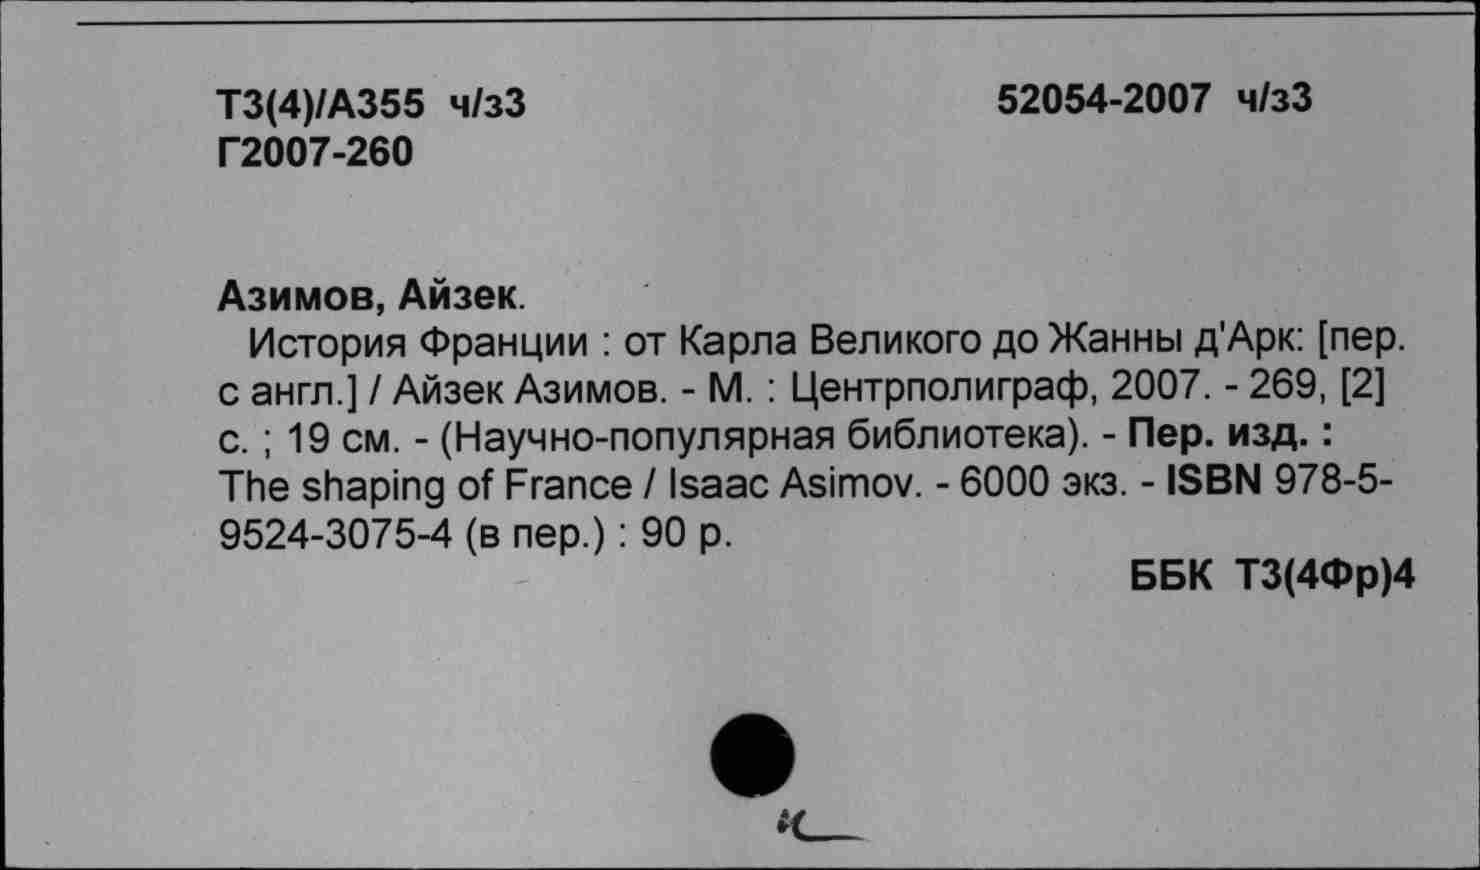 Т3(4)/А355 ч/з3 52054-2007 ч/з3
Г2007-260
Азимов, Айзек.
История Франции : от Карла Великого до Жанны д'Арк: [пер.
с англ.] / Айзек Азимов. - М. : Центрполиграф, 2007. - 269, [2]
с. ; 19 см. - (Научно-популярная библиотека). - Пер. изд. :
The shaping of France / Isaac Asimov. - 6000 экз. - ISBN 978-5-
9524-3075-4 (в пер.) : 90 р.
ББК Т3(4Фр)4